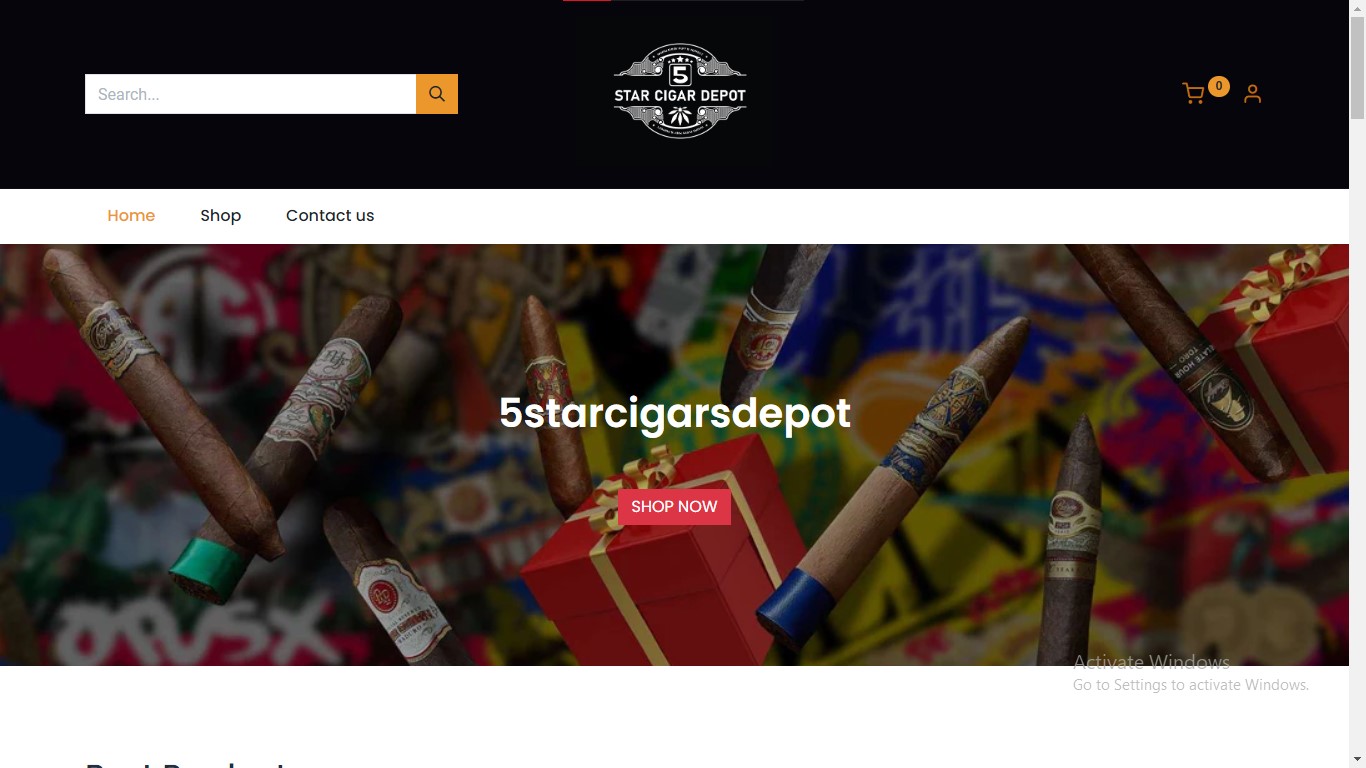 Search...
5
STAR CIGAR DEPOT
0
Home
Shop
Contact us
5starcigarsdepot
SHOP NOW
TORO
Activate Windows
Go to Settings to activate Windows.